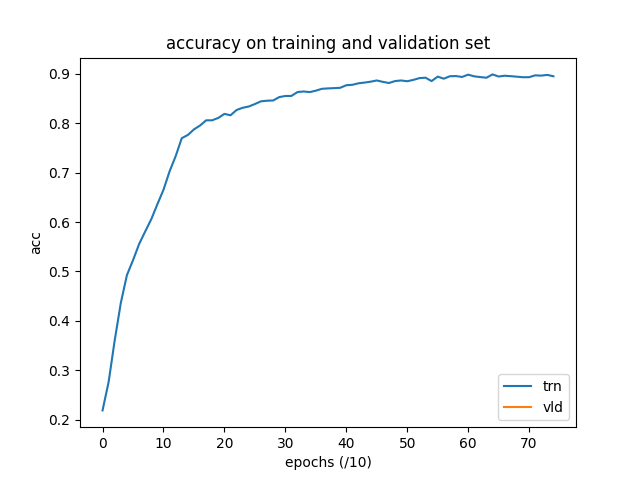 accuracy on training and validation set
acc
0.9
0.8
0.7
0.6
0.5
0.4
0.3
0.2
0 10 20 30 40 50 60 70
epochs (/10)
trn
vld